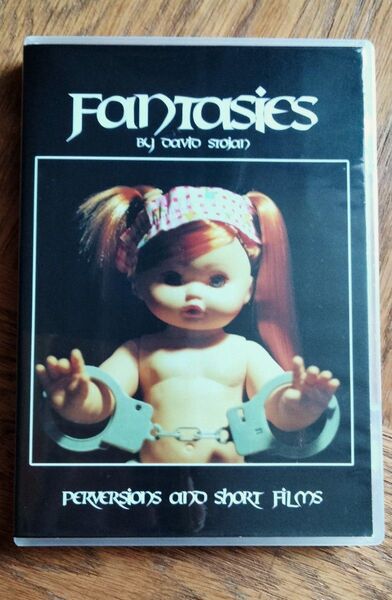 Fantasies
by David Stojan
Perversions and Short Films